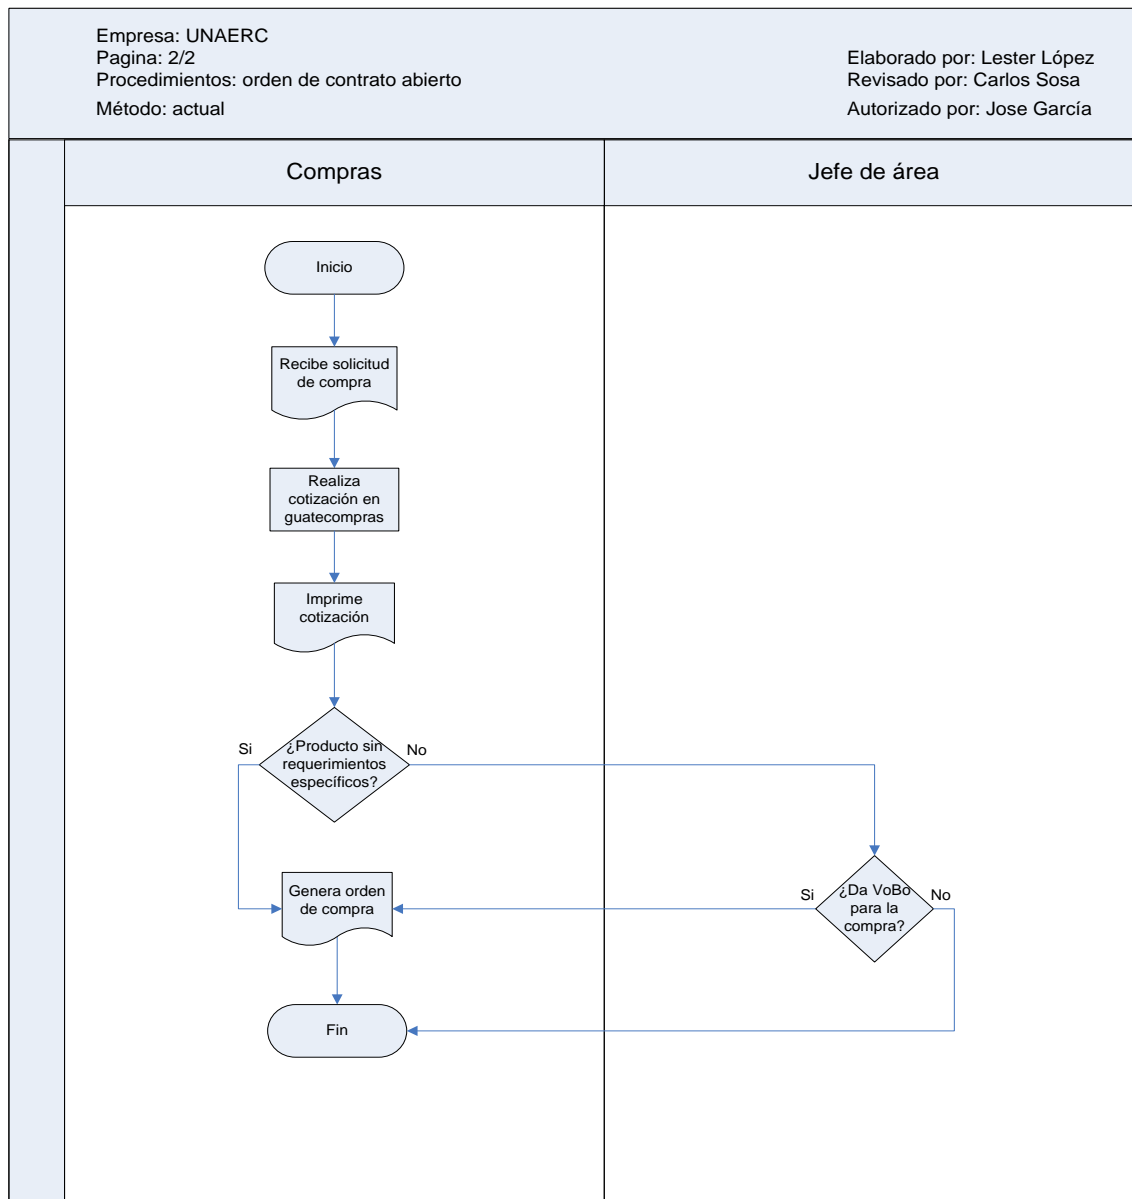 Empresa: UNAERC
Pagina: 2/2
Procedimientos: orden de contrato abierto
Método: actual
Elaborado por: Lester López
Revisado por: Carlos Sosa
Autorizado por: Jose García
Compras
Jefe de área
Inicio
Recibe solicitud
de compra
Realiza
cotización en
guatecompras
Imprime
cotización
Si
¿Producto sin
requerimientos
específicos?
No
Genera orden
de compra
Si
¿Da VoBo
para la
compra?
No
Fin